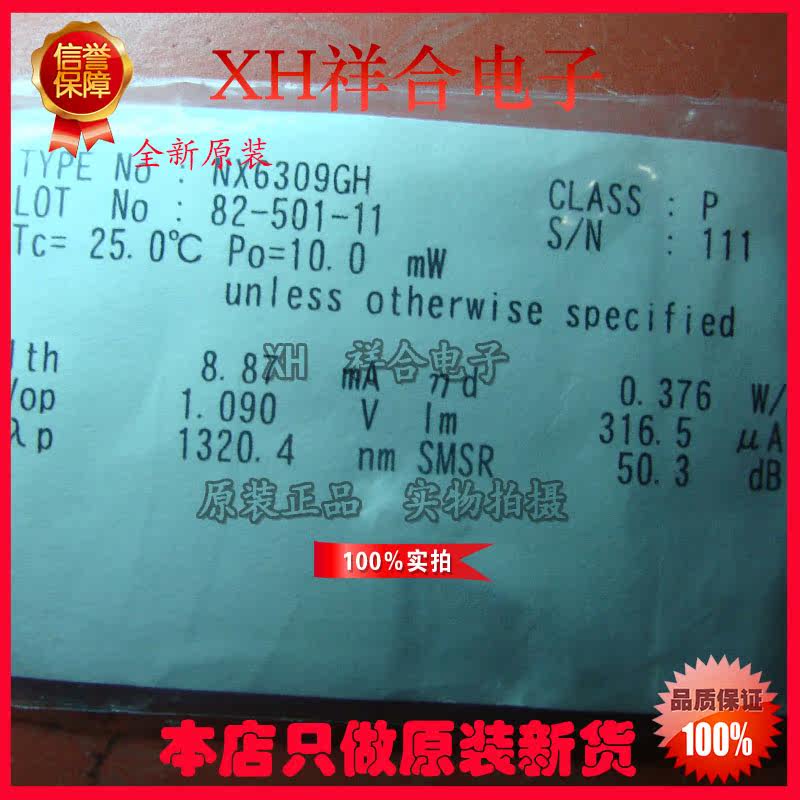 信誉
保障
XH祥合电子
全新原装
TYPE No : NX6309GH
LOT No : 82-501-11
CLASS : P
S/N : 111
Tc= 25.0℃ Po=10.0 mW
unless otherwise specified
Ith 8.87 mA ηd 0.376 W/
Vop 1.090 V Im 316.5 μA
λp 1320.4 nm SMSR 50.3 dB
XH 祥合电子
原装正品 实物拍摄
100%实拍
品质保证
100%
本店只做原装新货